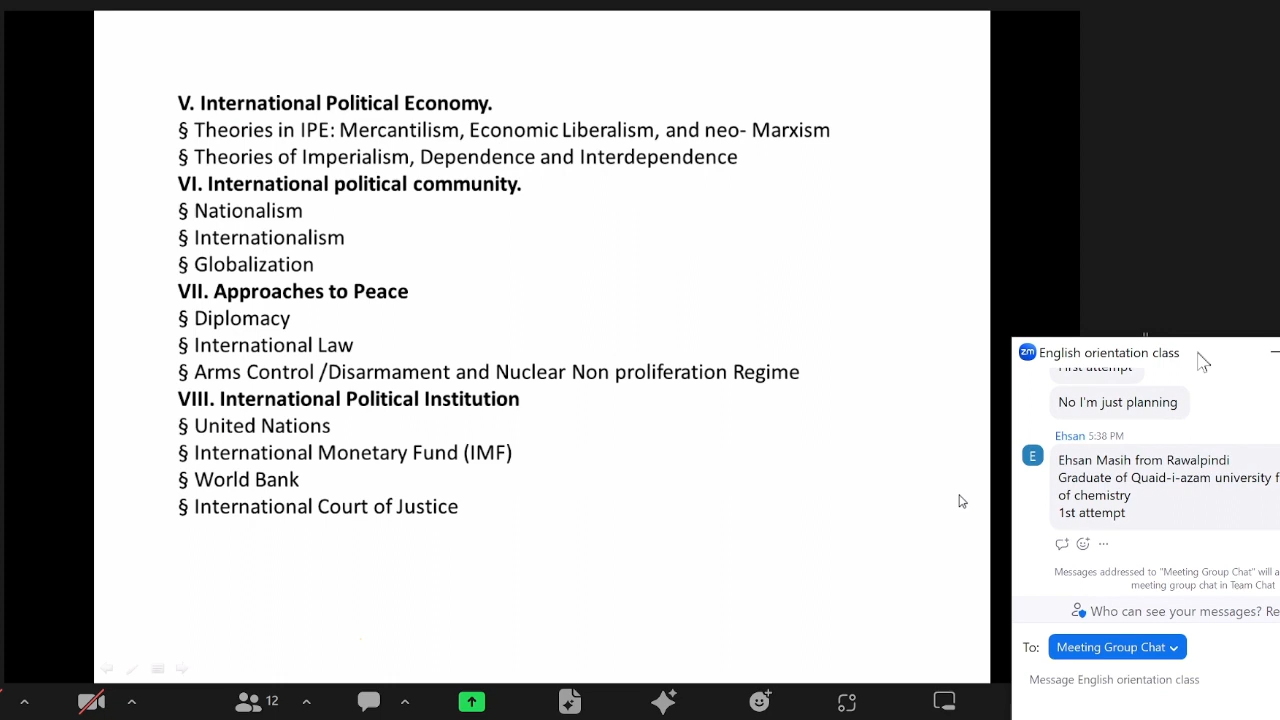 V. International Political Economy.
§ Theories in IPE: Mercantilism, Economic Liberalism, and neo- Marxism
§ Theories of Imperialism, Dependence and Interdependence
VI. International political community.
§ Nationalism
§ Internationalism
§ Globalization
VII. Approaches to Peace
§ Diplomacy
§ International Law
§ Arms Control /Disarmament and Nuclear Non proliferation Regime
VIII. International Political Institution
§ United Nations
§ International Monetary Fund (IMF)
§ World Bank
§ International Court of Justice
zm English orientation class
First attempt
No I'm just planning
Ehsan 5:38 PM
E
Ehsan Masih from Rawalpindi
Graduate of Quaid-i-azam university f
of chemistry
1st attempt
Messages addressed to "Meeting Group Chat" will a
meeting group chat in Team Chat
Who can see your messages? Re
To: Meeting Group Chat
Message English orientation class
12